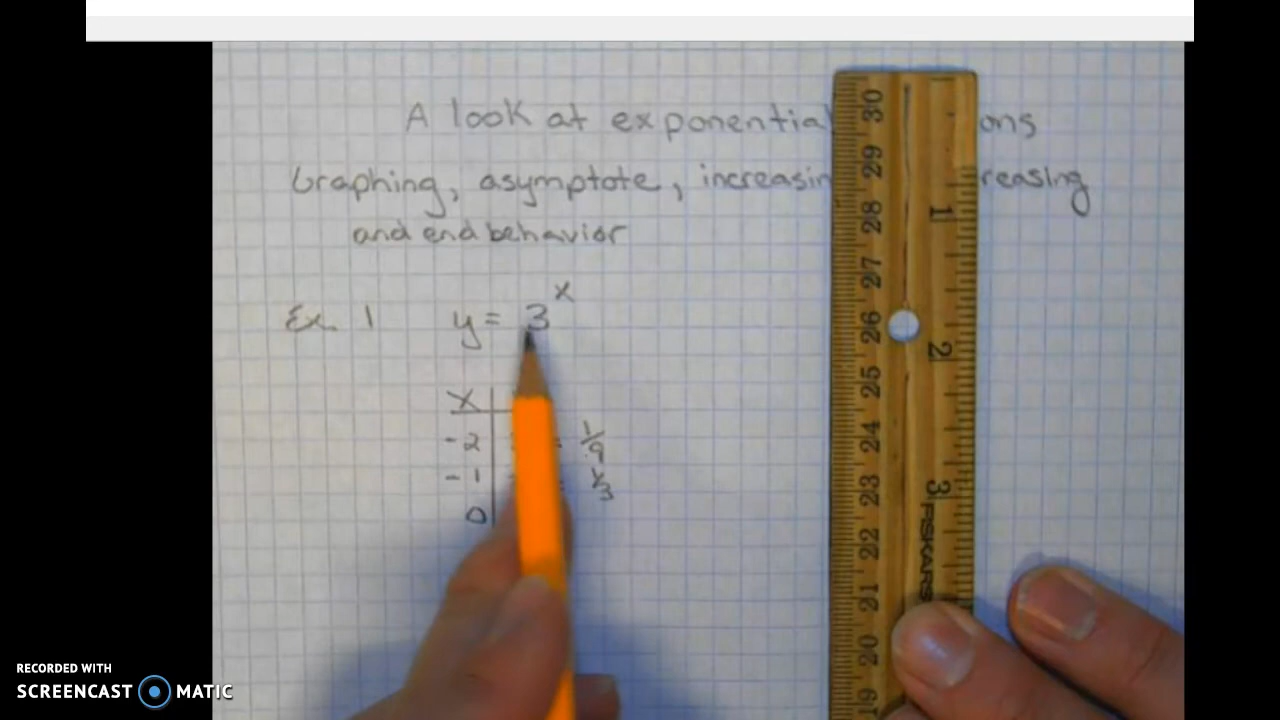 A look at exponential ons
Graphing, asymptote, increasin reasing
and end behavior
Ex. 1 y = 3^x
x
-2 = 1/9
-1 = 1/3
0
30
29
28
27
26
25
24
23
22
21
20
19
1
2
3
FISKARS
RECORDED WITH
SCREENCAST MATIC